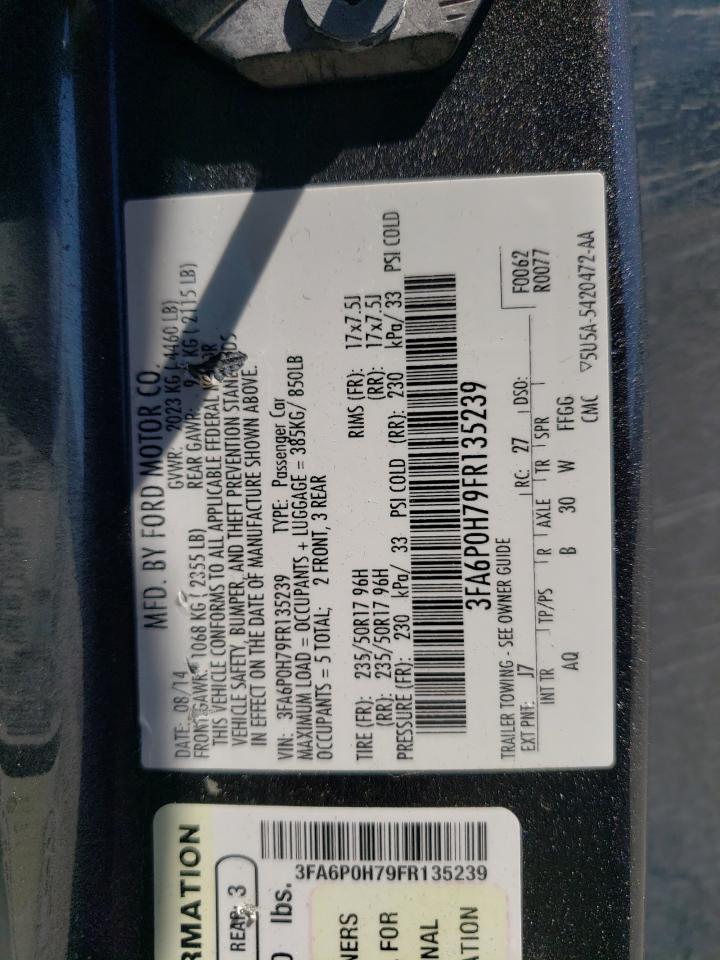 MFD. BY FORD MOTOR CO.
DATE: 08/14 GVWR: 2023 KG ( 4460 LB)
FRONT GAWR: 1068 KG ( 2355 LB) REAR GAWR: KG ( 2115 LB)
THIS VEHICLE CONFORMS TO ALL APPLICABLE FEDERAL
VEHICLE SAFETY, BUMPER, AND THEFT PREVENTION STANDARDS
IN EFFECT ON THE DATE OF MANUFACTURE SHOWN ABOVE.
VIN: 3FA6P0H79FR135239 TYPE: Passenger Car
MAXIMUM LOAD = OCCUPANTS + LUGGAGE = 385KG/ 850LB
OCCUPANTS = 5 TOTAL; 2 FRONT, 3 REAR
TIRE (FR): 235/50R17 96H RIMS (FR): 17x7.5J
(RR): 235/50R17 96H (RR): 17x7.5J
PRESSURE (FR): 230 kPa/ 33 PSI COLD (RR): 230 kPa/ 33 PSI COLD
3FA6P0H79FR135239
TRAILER TOWING - SEE OWNER GUIDE
F0062
EXT PNT: J7 RC: 27 DSO: R0077
INT TR TP/PS R AXLE TR SPR
AQ B 30 W FFGG
CMC ▽5U5A-5420472-AA
3FA6P0H79FR135239
RMATION
REAR 3
0 lbs.
NERS
FOR
NAL
ATION